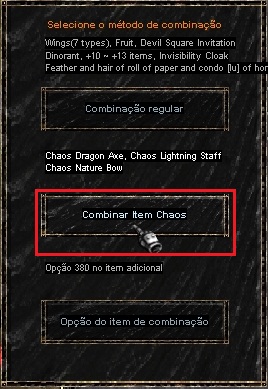 Selecione o método de combinação
Wings(7 types), Fruit, Devil Square Invitation
Dinorant, +10 ~ +13 items, Invisibility Cloak
Feather and hair of roll of paper and condo [lu] of hor
Combinação regular
Chaos Dragon Axe, Chaos Lightning Staff
Chaos Nature Bow
Combinar Item Chaos
Opção 380 no item adicional
Opção do item de combinação